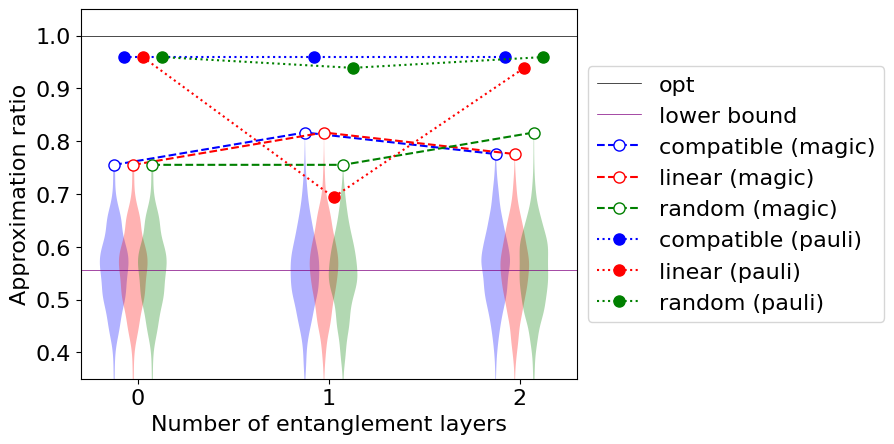 1.0
0.9
0.8
0.7
0.6
0.5
0.4
Approximation ratio
0 1 2
Number of entanglement layers
opt
lower bound
compatible (magic)
linear (magic)
random (magic)
compatible (pauli)
linear (pauli)
random (pauli)